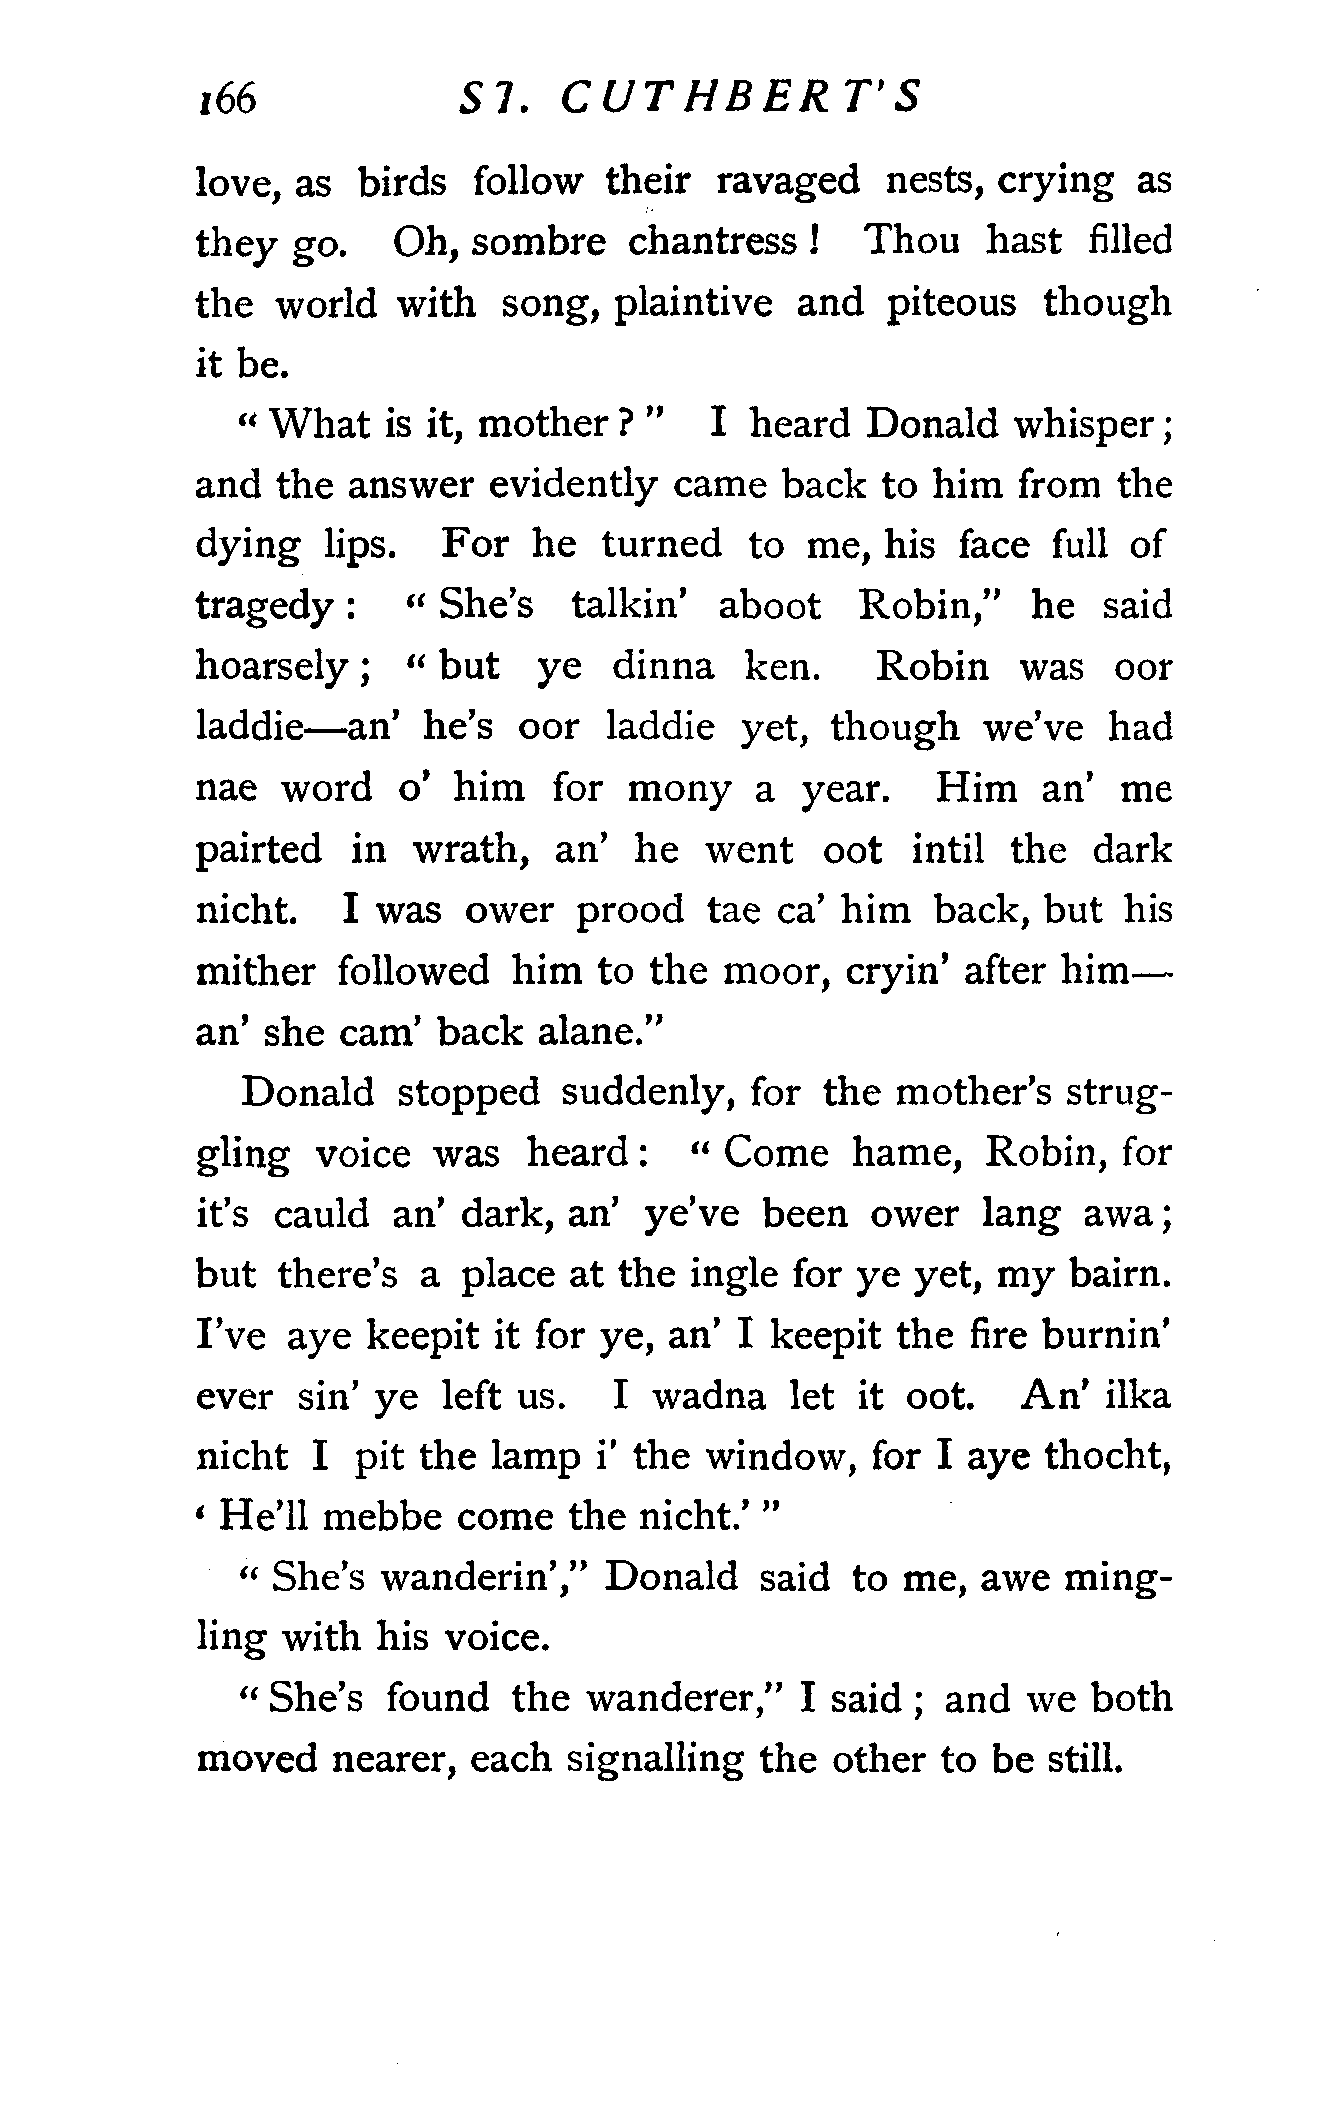 166 ST. CUTHBERT'S
love, as birds follow their ravaged nests, crying as
they go. Oh, sombre chantress! Thou hast filled
the world with song, plaintive and piteous though
it be.
"What is it, mother?" I heard Donald whisper;
and the answer evidently came back to him from the
dying lips. For he turned to me, his face full of
tragedy: "She's talkin' aboot Robin," he said
hoarsely; "but ye dinna ken. Robin was oor
laddie—an' he's oor laddie yet, though we've had
nae word o' him for mony a year. Him an' me
pairted in wrath, an' he went oot intil the dark
nicht. I was ower prood tae ca' him back, but his
mither followed him to the moor, cryin' after him—
an' she cam' back alane."
Donald stopped suddenly, for the mother's strug-
gling voice was heard: "Come hame, Robin, for
it's cauld an' dark, an' ye've been ower lang awa;
but there's a place at the ingle for ye yet, my bairn.
I've aye keepit it for ye, an' I keepit the fire burnin'
ever sin' ye left us. I wadna let it oot. An' ilka
nicht I pit the lamp i' the window, for I aye thocht,
'He'll mebbe come the nicht.'"
"She's wanderin'," Donald said to me, awe ming-
ling with his voice.
"She's found the wanderer," I said; and we both
moved nearer, each signalling the other to be still.